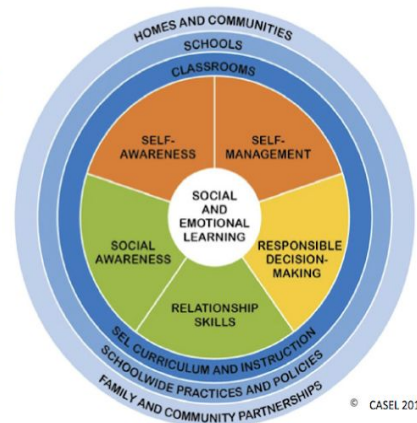 HOMES AND COMMUNITIES
SCHOOLS
CLASSROOMS
SELF-
AWARENESS
SELF-
MANAGEMENT
SOCIAL
AND
EMOTIONAL
LEARNING
SOCIAL
AWARENESS
RESPONSIBLE
DECISION-
MAKING
RELATIONSHIP
SKILLS
SEL CURRICULUM AND INSTRUCTION
SCHOOLWIDE PRACTICES AND POLICIES
FAMILY AND COMMUNITY PARTNERSHIPS
© CASEL